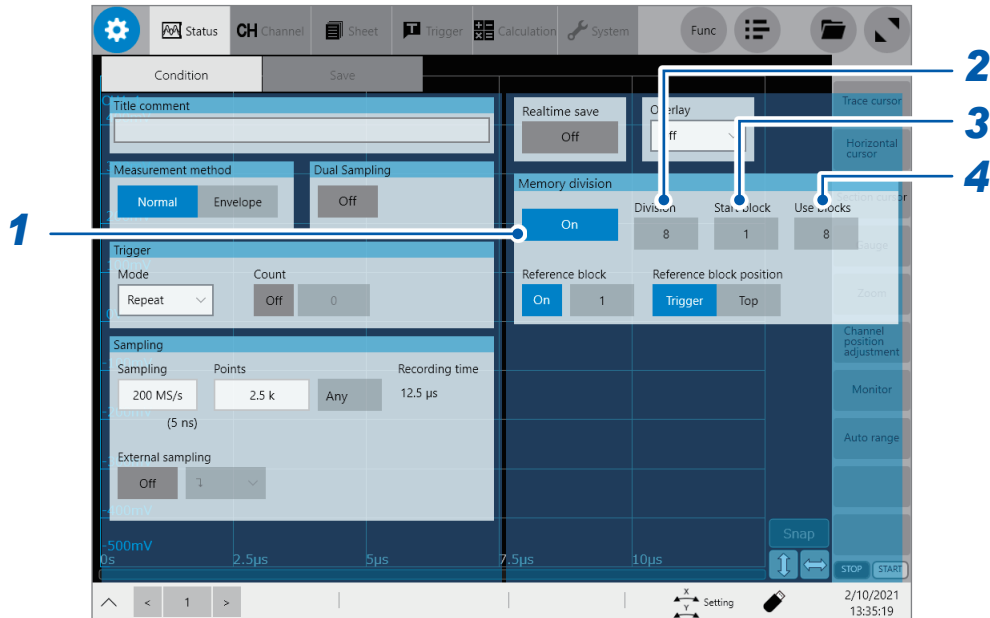 Status
CH Channel
Sheet
Trigger
Calculation
System
Func
Condition
Save
Title comment
Measurement method
Normal
Envelope
Dual Sampling
Off
Trigger
Mode
Count
Repeat
Off
0
Sampling
Sampling
Points
Recording time
200 MS/s
2.5 k
Any
12.5 µs
(5 ns)
External sampling
Off
Realtime save
Off
Overlay
Off
Memory division
On
Division
Start block
Use blocks
8
1
8
Reference block
Reference block position
On
1
Trigger
Top
1
2
3
4
Trace cursor
Horizontal
cursor
Section cursor
Gauge
Zoom
Channel
position
adjustment
Monitor
Auto range
-400mV
-500mV
0s
2.5µs
5µs
7.5µs
10µs
Snap
STOP
START
<
1
>
X
Y
Setting
2/10/2021
13:35:19